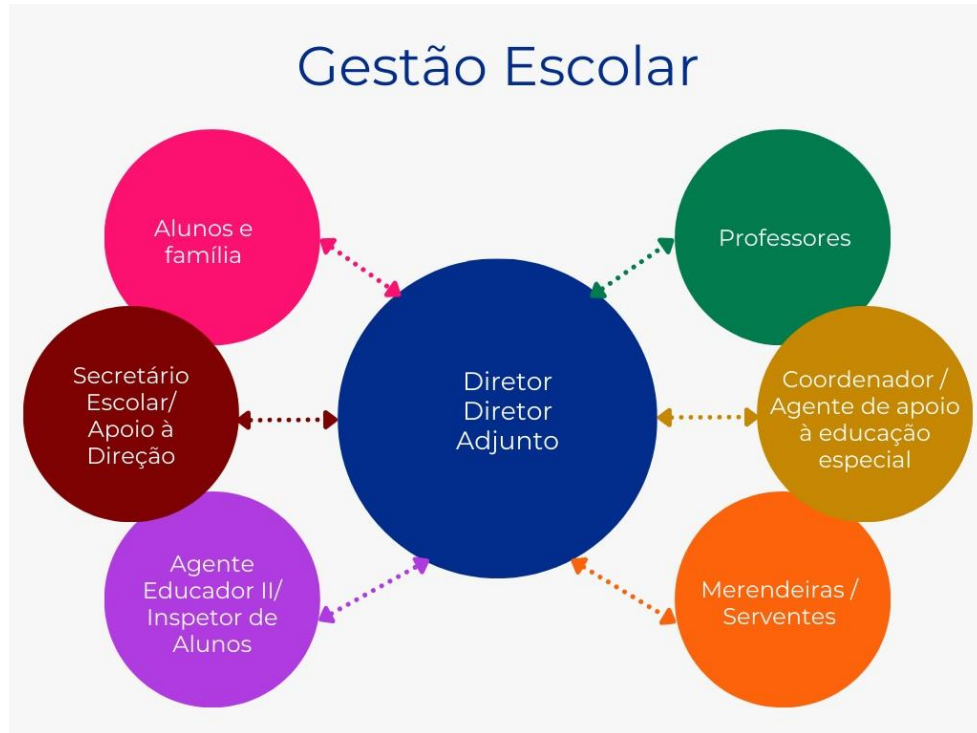 Gestão Escolar
Alunos e
família
Professores
Secretário
Escolar/
Apoio à
Direção
Diretor
Diretor
Adjunto
Coordenador /
Agente de apoio
à educação
especial
Agente
Educador II/
Inspetor de
Alunos
Merendeiras /
Serventes